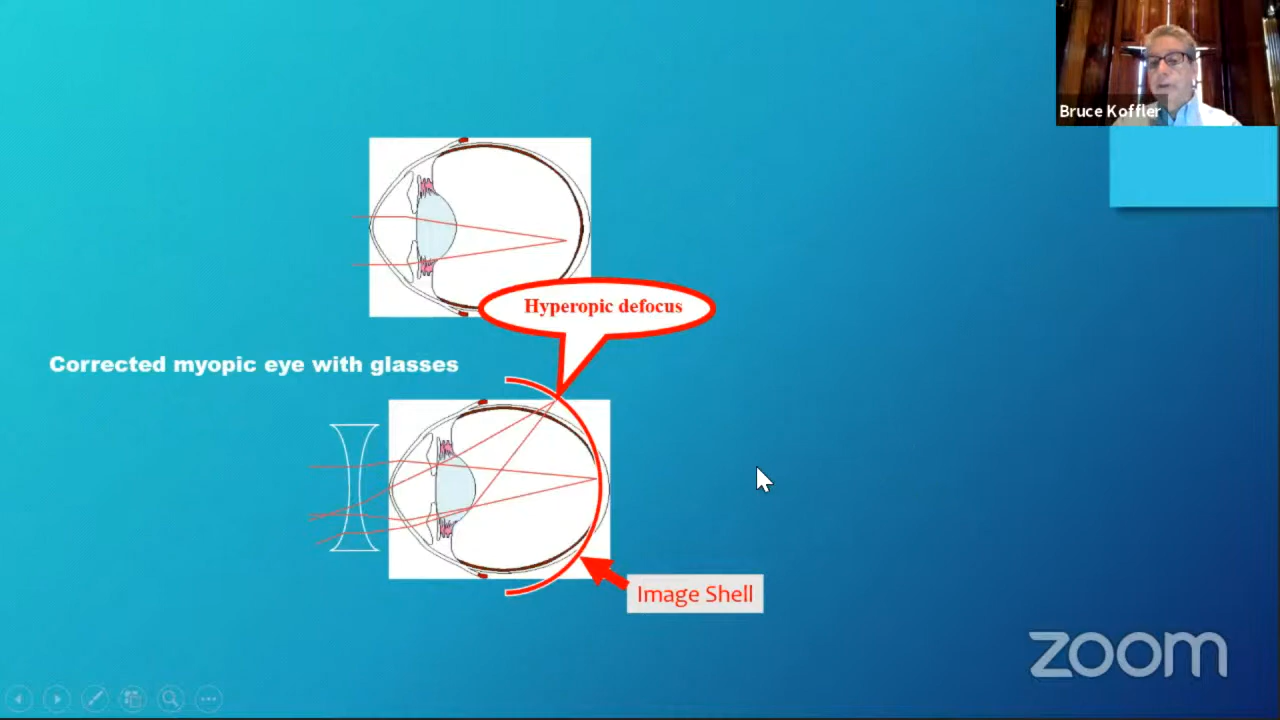 Bruce Koffler
Hyperopic defocus
Corrected myopic eye with glasses
Image Shell
zoom